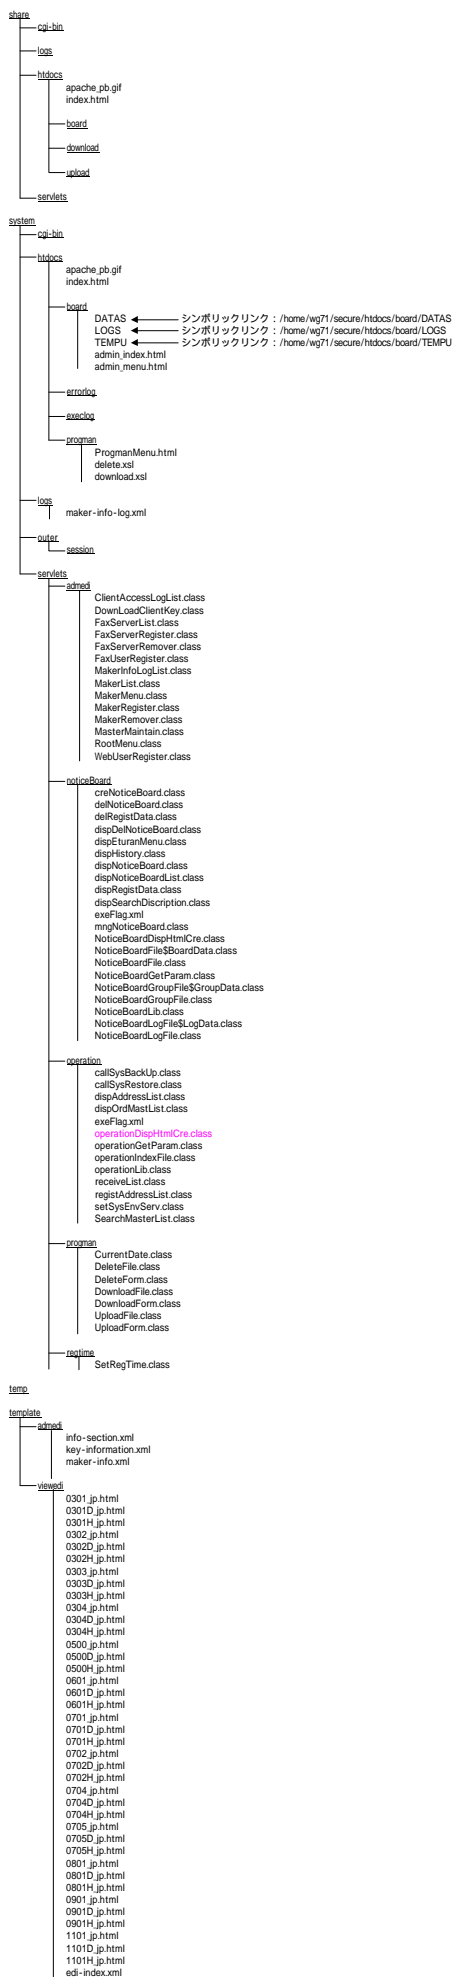 share
cgi-bin
logs
htdocs
apache_pb.gif
index.html
board
download
upload
servlets
system
cgi-bin
htdocs
apache_pb.gif
index.html
board
DATAS シンボリックリンク：/home/wg71/secure/htdocs/board/DATAS
LOGS シンボリックリンク：/home/wg71/secure/htdocs/board/LOGS
TEMPU シンボリックリンク：/home/wg71/secure/htdocs/board/TEMPU
admin_index.html
admin_menu.html
errorlog
execlog
progman
ProgmanMenu.html
delete.xsl
download.xsl
logs
maker-info-log.xml
outer
session
servlets
admedi
ClientAccessLogList.class
DownLoadClientKey.class
FaxServerList.class
FaxServerRegister.class
FaxServerRemover.class
FaxUserRegister.class
MakerInfoLogList.class
MakerList.class
MakerMenu.class
MakerRegister.class
MakerRemover.class
MasterMaintain.class
RootMenu.class
WebUserRegister.class
noticeBoard
creNoticeBoard.class
delNoticeBoard.class
delRegistData.class
dispDelNoticeBoard.class
dispEturanMenu.class
dispHistory.class
dispNoticeBoard.class
dispNoticeBoardList.class
dispRegistData.class
dispSearchDiscription.class
exeFlag.xml
mngNoticeBoard.class
NoticeBoardDispHtmlCre.class
NoticeBoardFile$BoardData.class
NoticeBoardFile.class
NoticeBoardGetParam.class
NoticeBoardGroupFile$GroupData.class
NoticeBoardGroupFile.class
NoticeBoardLib.class
NoticeBoardLogFile$LogData.class
NoticeBoardLogFile.class
operation
callSysBackUp.class
callSysRestore.class
dispAddressList.class
dispOrdMastList.class
exeFlag.xml
operationDispHtmlCre.class
operationGetParam.class
operationIndexFile.class
operationLib.class
receiveList.class
registAddressList.class
setSysEnvServ.class
SearchMasterList.class
progman
CurrentDate.class
DeleteFile.class
DeleteForm.class
DownloadFile.class
DownloadForm.class
UploadFile.class
UploadForm.class
regtime
SetRegTime.class
temp
template
admedi
info-section.xml
key-information.xml
maker-info.xml
viewedi
0301_jp.html
0301D_jp.html
0301H_jp.html
0302_jp.html
0302D_jp.html
0302H_jp.html
0303_jp.html
0303D_jp.html
0303H_jp.html
0304_jp.html
0304D_jp.html
0304H_jp.html
0500_jp.html
0500D_jp.html
0500H_jp.html
0601_jp.html
0601D_jp.html
0601H_jp.html
0701_jp.html
0701D_jp.html
0701H_jp.html
0702_jp.html
0702D_jp.html
0702H_jp.html
0704_jp.html
0704D_jp.html
0704H_jp.html
0705_jp.html
0705D_jp.html
0705H_jp.html
0801_jp.html
0801D_jp.html
0801H_jp.html
0901_jp.html
0901D_jp.html
0901H_jp.html
1101_jp.html
1101D_jp.html
1101H_jp.html
edi-index.xml